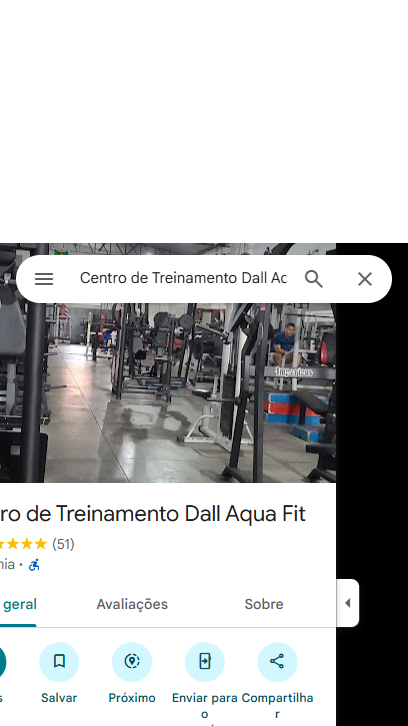 Centro de Treinamento Dall Aq
ro de Treinamento Dall Aqua Fit
(51)
nia •
geral
Avaliações
Sobre
s
Salvar
Próximo
Enviar para o
Compartilhar